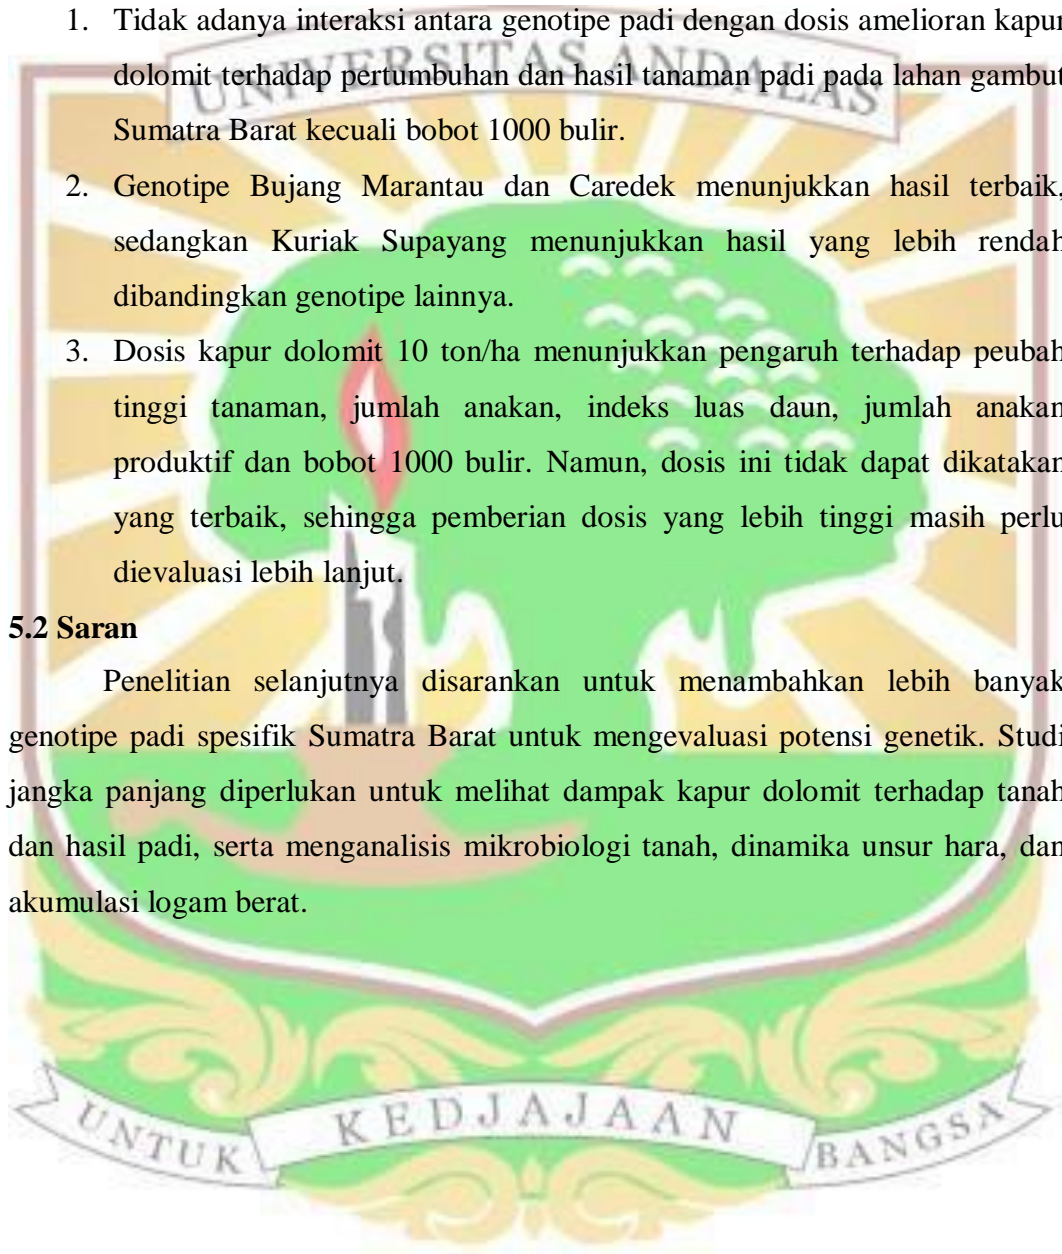 UNIVERSITAS ANDALAS
1. Tidak adanya interaksi antara genotipe padi dengan dosis amelioran kapur
dolomit terhadap pertumbuhan dan hasil tanaman padi pada lahan gambut
Sumatra Barat kecuali bobot 1000 bulir.
2. Genotipe Bujang Marantau dan Caredek menunjukkan hasil terbaik,
sedangkan Kuriak Supayang menunjukkan hasil yang lebih rendah
dibandingkan genotipe lainnya.
3. Dosis kapur dolomit 10 ton/ha menunjukkan pengaruh terhadap peubah
tinggi tanaman, jumlah anakan, indeks luas daun, jumlah anakan
produktif dan bobot 1000 bulir. Namun, dosis ini tidak dapat dikatakan
yang terbaik, sehingga pemberian dosis yang lebih tinggi masih perlu
dievaluasi lebih lanjut.
5.2 Saran
Penelitian selanjutnya disarankan untuk menambahkan lebih banyak
genotipe padi spesifik Sumatra Barat untuk mengevaluasi potensi genetik. Studi
jangka panjang diperlukan untuk melihat dampak kapur dolomit terhadap tanah
dan hasil padi, serta menganalisis mikrobiologi tanah, dinamika unsur hara, dan
akumulasi logam berat.
UNTUK KEDJAJAAN BANGSA